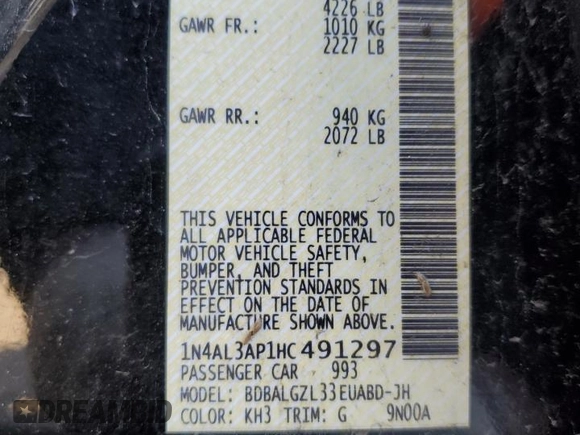 4226 LB
GAWR FR.: 1010 KG
2227 LB
GAWR RR.: 940 KG
2072 LB
THIS VEHICLE CONFORMS TO
ALL APPLICABLE FEDERAL
MOTOR VEHICLE SAFETY,
BUMPER, AND THEFT
PREVENTION STANDARDS IN
EFFECT ON THE DATE OF
MANUFACTURE SHOWN ABOVE.
1N4AL3AP1HC491297
PASSENGER CAR 993
MODEL: BDBALGZL33EUABD-JH
COLOR: KH3 TRIM: G 9N00A
EPICVIN.COM